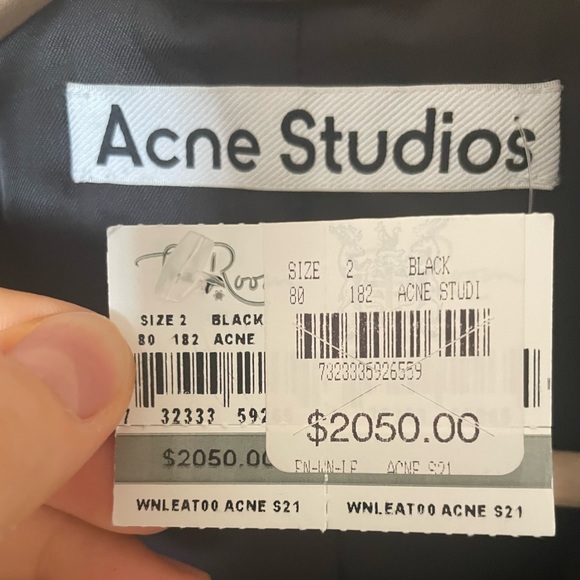 Acne Studios
Roo
SIZE 2 BLACK
80 182 ACNE
32333 592
$2050.00
WNLEAT00 ACNE S21
SIZE 2 BLACK
80 182 ACNE STUDI
7323335926559
$2050.00
ACNE S21
WNLEAT00 ACNE S21